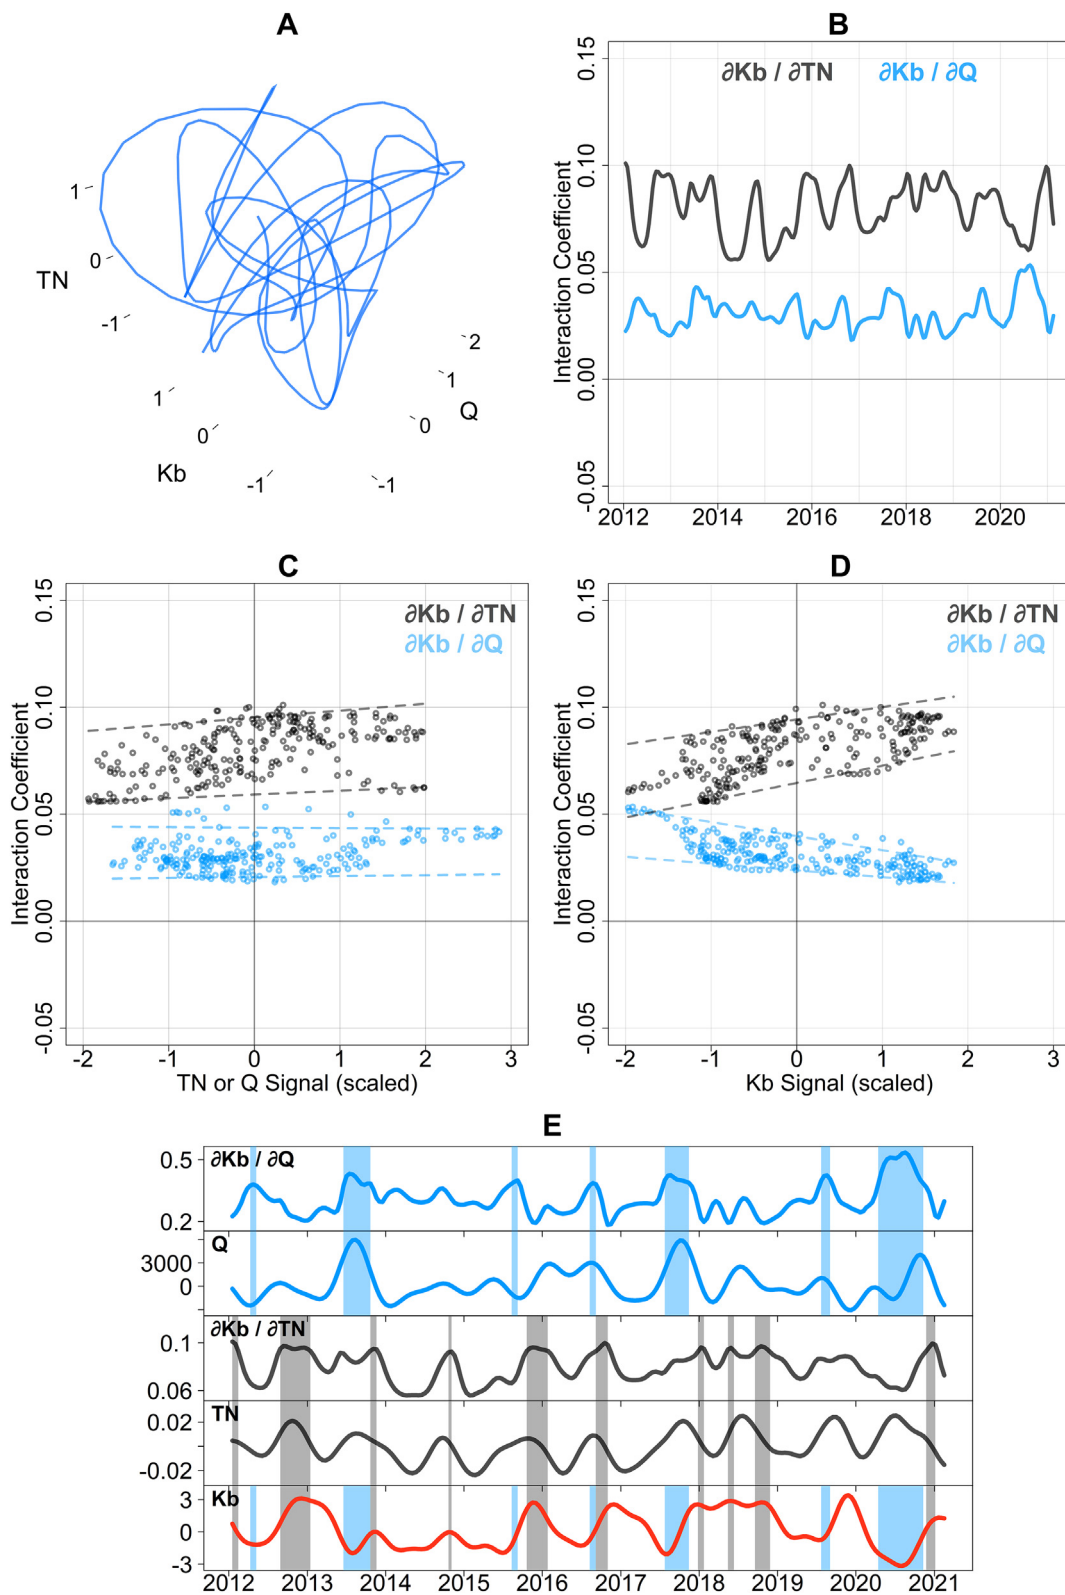 A
1
0
TN
-1
1
0
Kb
-1
2
1
Q
0
-1
B
∂Kb / ∂TN ∂Kb / ∂Q
Interaction Coefficient
0.15
0.10
0.05
0.00
-0.05
2012 2014 2016 2018 2020
C
∂Kb / ∂TN
∂Kb / ∂Q
Interaction Coefficient
0.15
0.10
0.05
0.00
-0.05
-2 -1 0 1 2 3
TN or Q Signal (scaled)
D
∂Kb / ∂TN
∂Kb / ∂Q
Interaction Coefficient
0.15
0.10
0.05
0.00
-0.05
-2 -1 0 1 2 3
Kb Signal (scaled)
E
∂Kb / ∂Q
0.5
0.2
Q
3000
0
∂Kb / ∂TN
0.1
0.06
TN
0.02
-0.02
Kb
3
0
-3
2012 2013 2014 2015 2016 2017 2018 2019 2020 2021